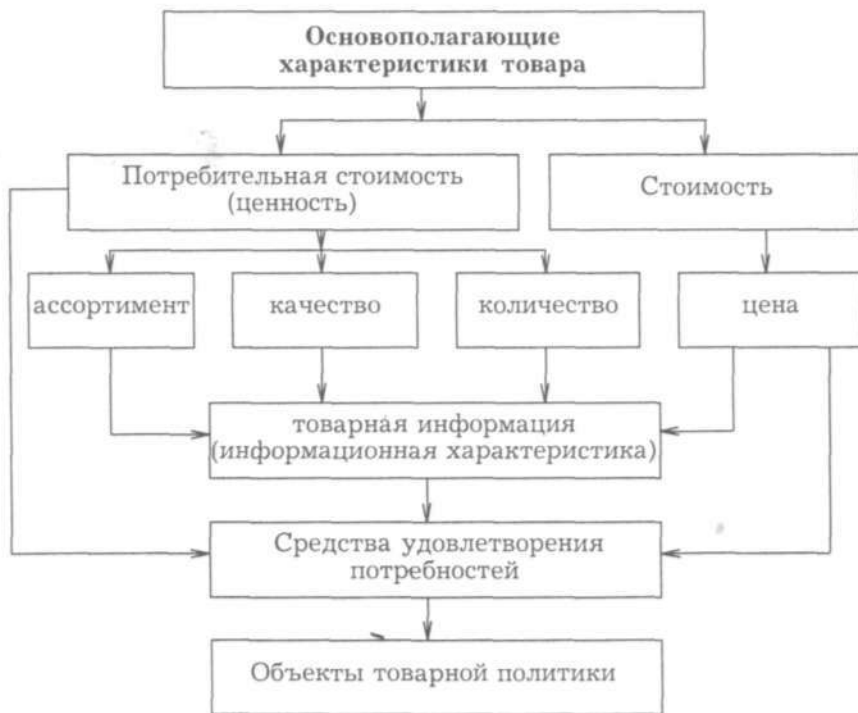 Основополагающие
характеристики товара
Потребительная стоимость
(ценность)
Стоимость
ассортимент
качество
количество
цена
товарная информация
(информационная характеристика)
Средства удовлетворения
потребностей
Объекты товарной политики